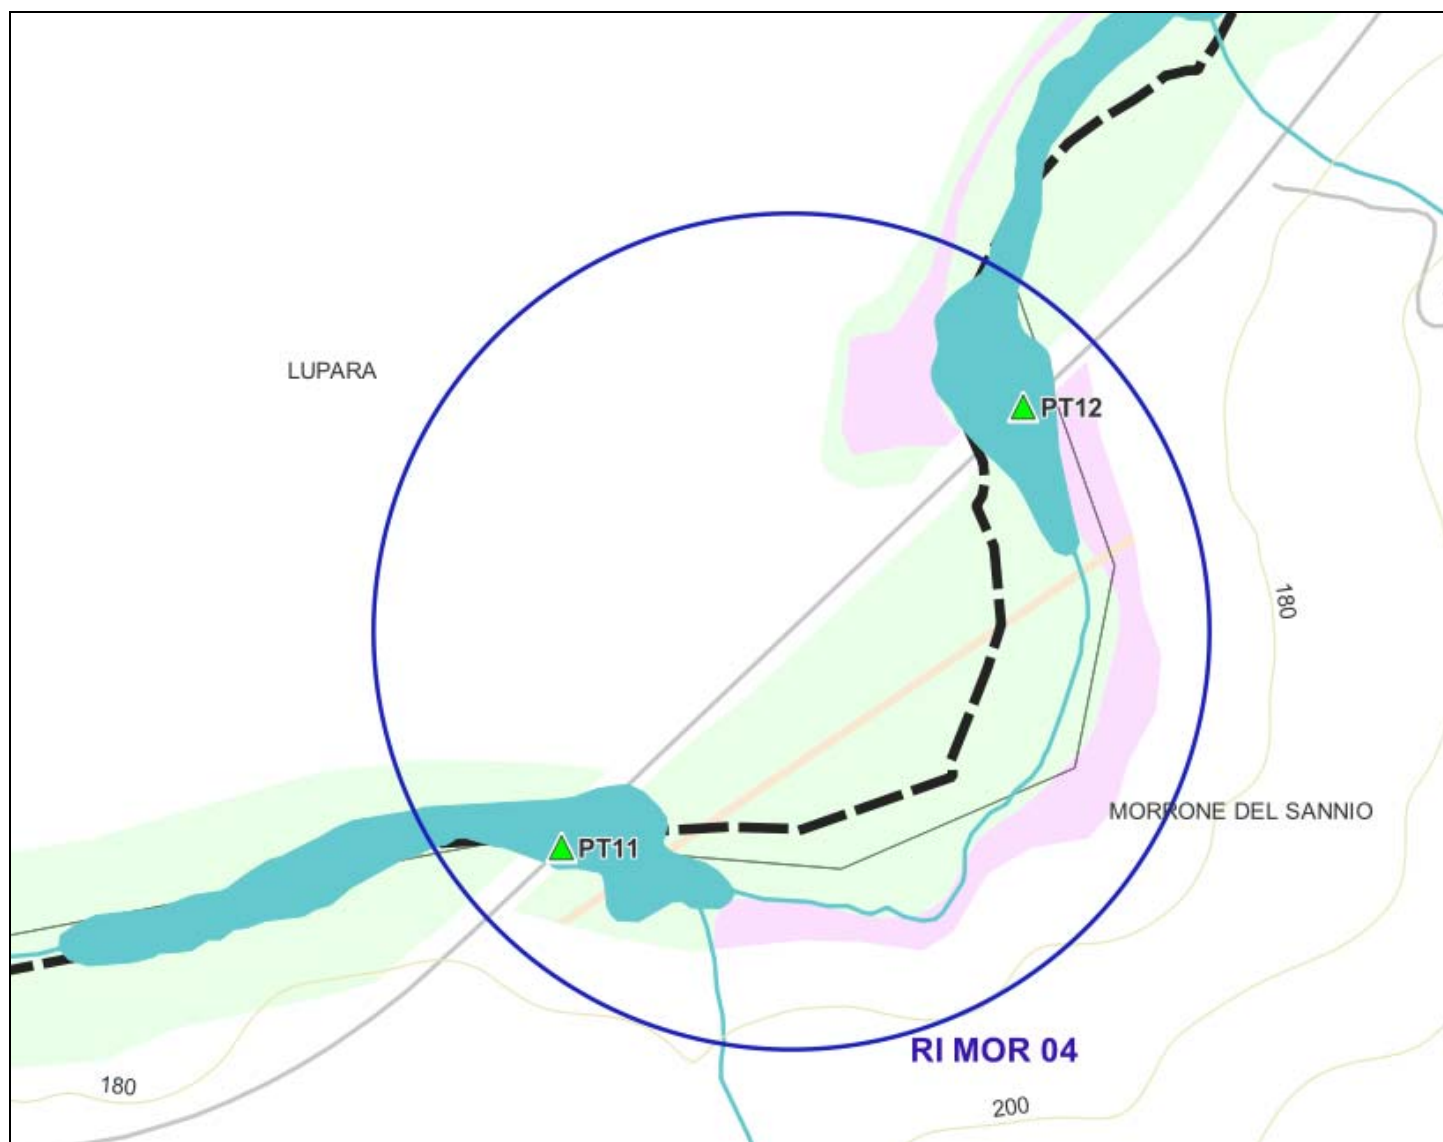 LUPARA
PT12
180
MORRONE DEL SANNIO
PT11
RI MOR 04
180
200